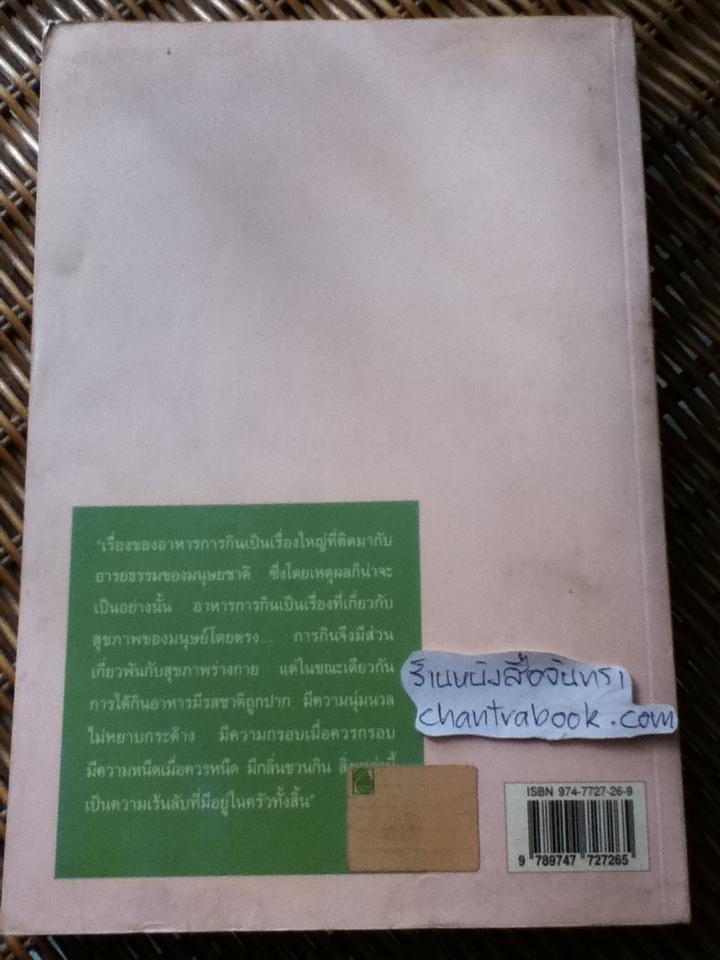 "เรื่องของอาหารการกินเป็นเรื่องใหญ่ที่ติดมากับ
อารยธรรมของมนุษยชาติ ซึ่งโดยเหตุผลก็น่าจะ
เป็นอย่างนั้น อาหารการกินเป็นเรื่องที่เกี่ยวกับ
สุขภาพของมนุษย์โดยตรง... การกินจึงมีส่วน
เกี่ยวพันกับสุขภาพร่างกาย แต่ในขณะเดียวกัน
การได้กินอาหารมีรสชาติถูกปาก มีความนุ่มนวล
ไม่หยาบกระด้าง มีความกรอบเมื่อควรกรอบ
มีความหนืดเมื่อควรหนืด มีกลิ่นชวนกิน
เป็นความเร้นลับที่มีอยู่ในครัวทั้งสิ้น"
ร้านหนังสือจันทรา
chantrabook.com
ISBN 974-7727-26-9
9 789747 727265